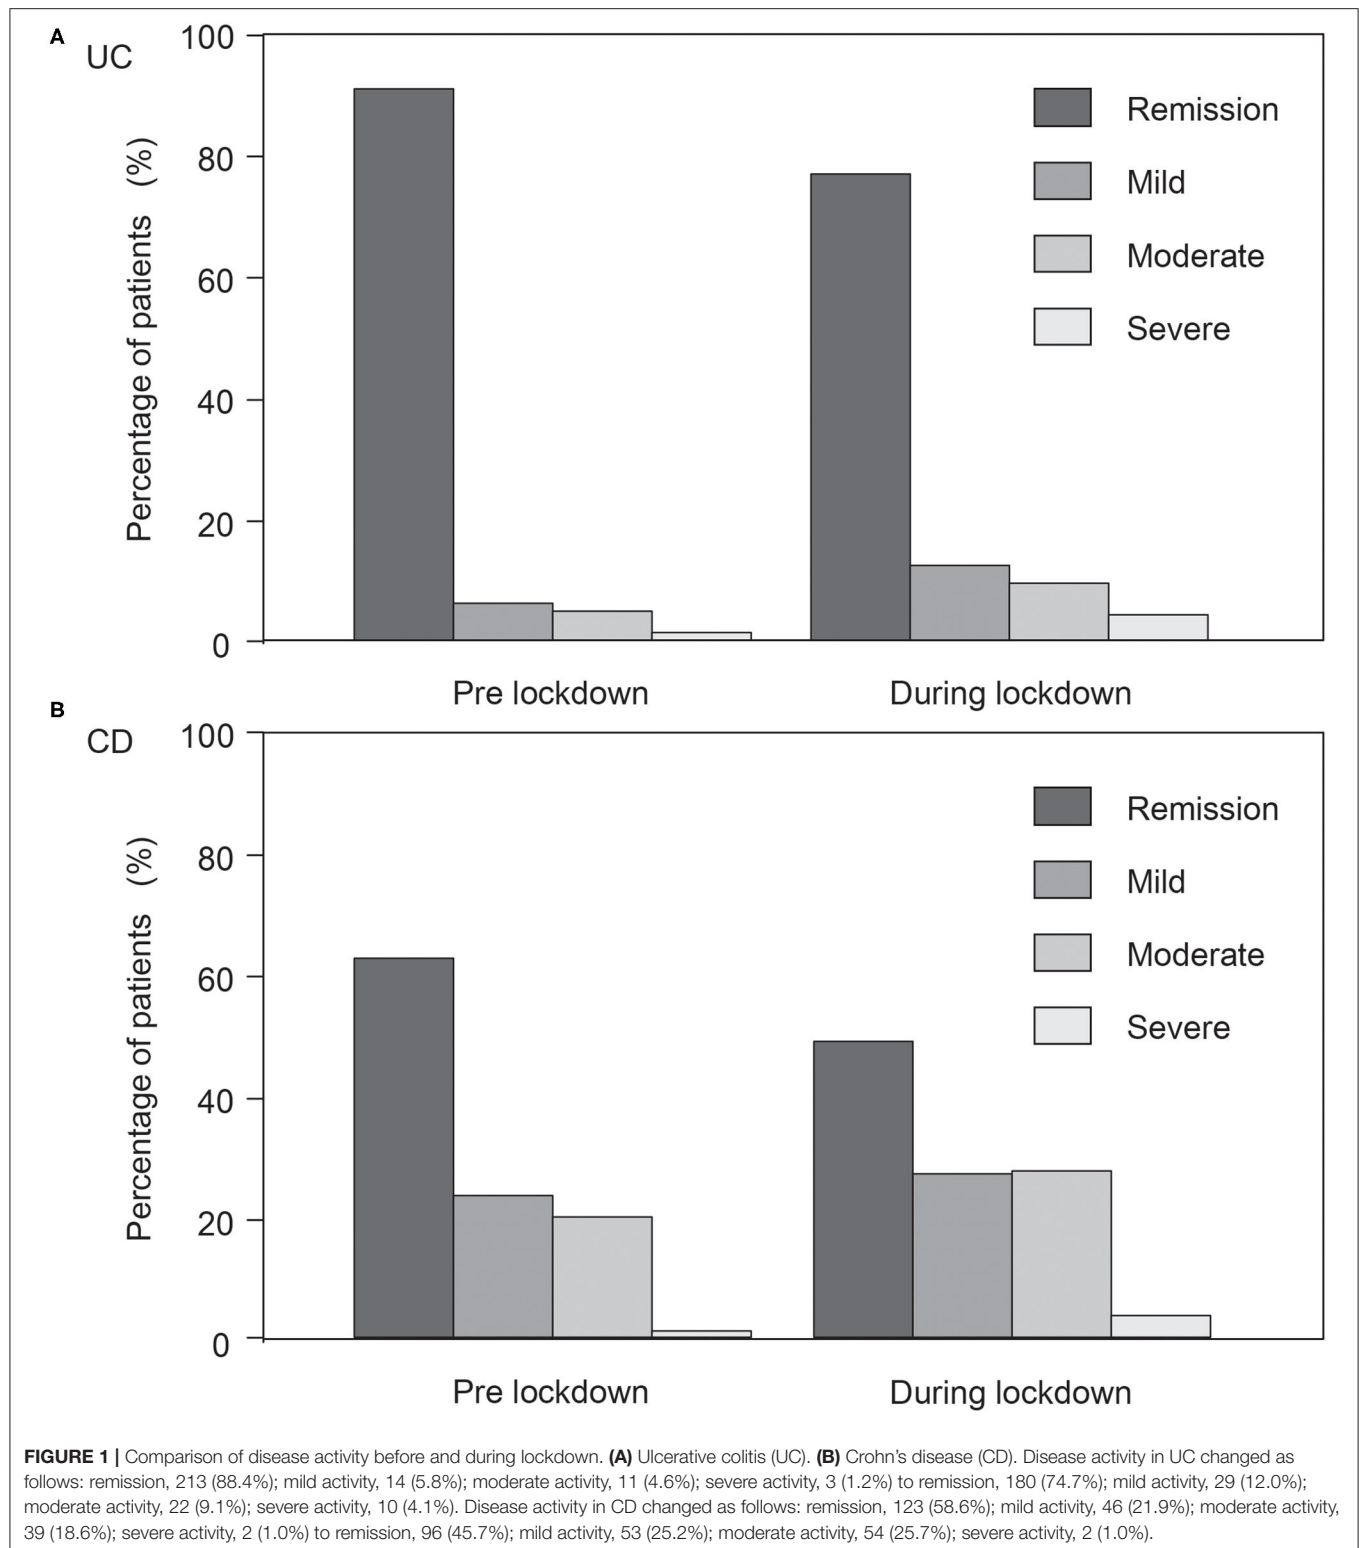 A
UC
100
80
60
40
20
0
Percentage of patients (%)
Remission
Mild
Moderate
Severe
Pre lockdown
During lockdown
B
CD
100
80
60
40
20
0
Percentage of patients (%)
Remission
Mild
Moderate
Severe
Pre lockdown
During lockdown
FIGURE 1 | Comparison of disease activity before and during lockdown. (A) Ulcerative colitis (UC). (B) Crohn's disease (CD). Disease activity in UC changed as
follows: remission, 213 (88.4%); mild activity, 14 (5.8%); moderate activity, 11 (4.6%); severe activity, 3 (1.2%) to remission, 180 (74.7%); mild activity, 29 (12.0%);
moderate activity, 22 (9.1%); severe activity, 10 (4.1%). Disease activity in CD changed as follows: remission, 123 (58.6%); mild activity, 46 (21.9%); moderate activity,
39 (18.6%); severe activity, 2 (1.0%) to remission, 96 (45.7%); mild activity, 53 (25.2%); moderate activity, 54 (25.7%); severe activity, 2 (1.0%).